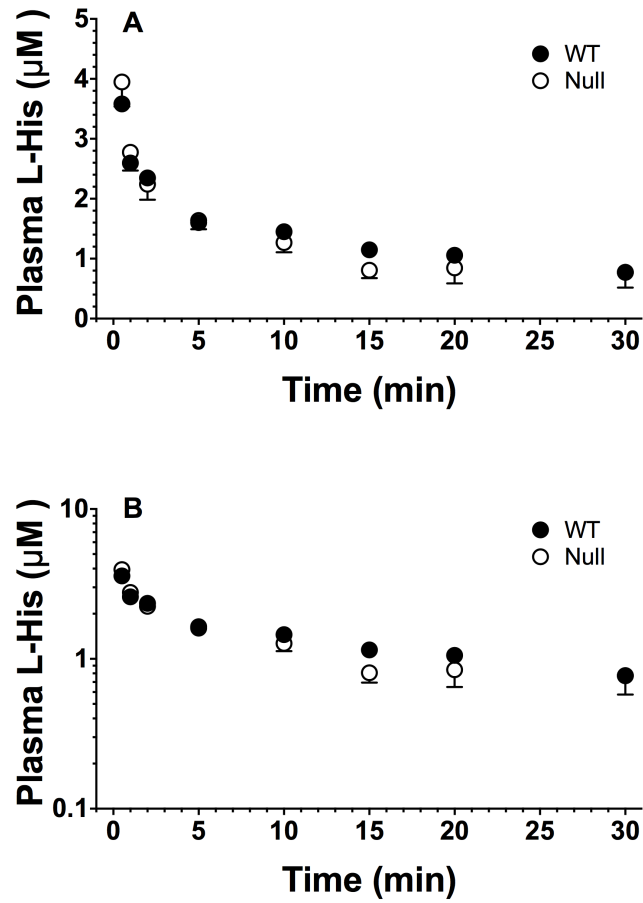 A
WT
Null
Plasma L-His (μM )
5
4
3
2
1
0
0 5 10 15 20 25 30
Time (min)
B
WT
Null
Plasma L-His (μM )
10
1
0.1
0 5 10 15 20 25 30
Time (min)